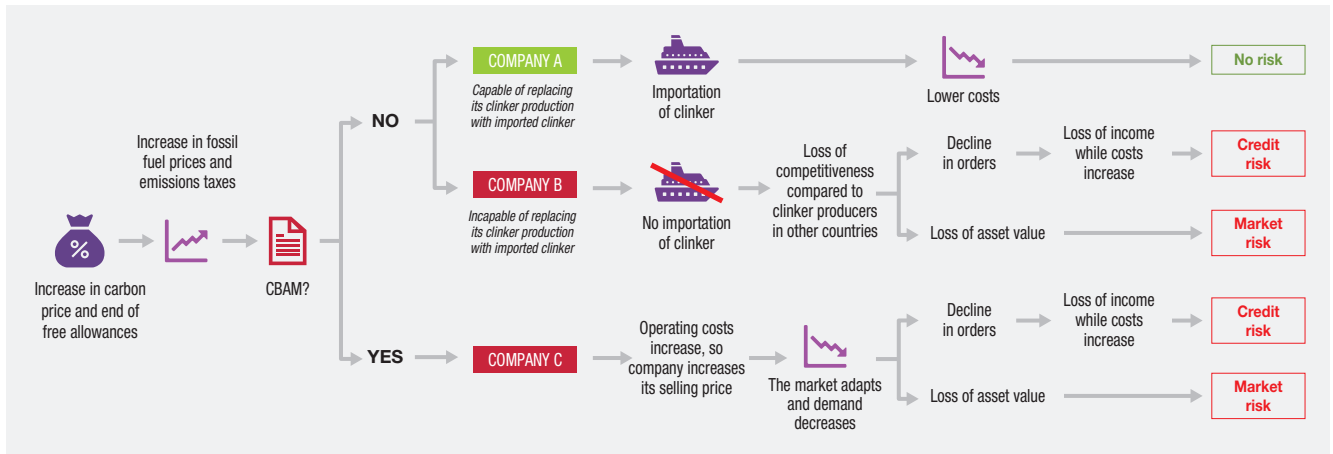 Increase in carbon
price and end of
free allowances
%
Increase in fossil
fuel prices and
emissions taxes
CBAM?
NO
COMPANY A
Capable of replacing
its clinker production
with imported clinker
Importation
of clinker
Lower costs
No risk
COMPANY B
Incapable of replacing
its clinker production
with imported clinker
No importation
of clinker
Loss of
competitiveness
compared to
clinker producers
in other countries
Decline
in orders
Loss of income
while costs
increase
Credit
risk
Loss of asset value
Market
risk
YES
COMPANY C
Operating costs
increase, so
company increases
its selling price
The market adapts
and demand
decreases
Decline
in orders
Loss of income
while costs
increase
Credit
risk
Loss of asset value
Market
risk